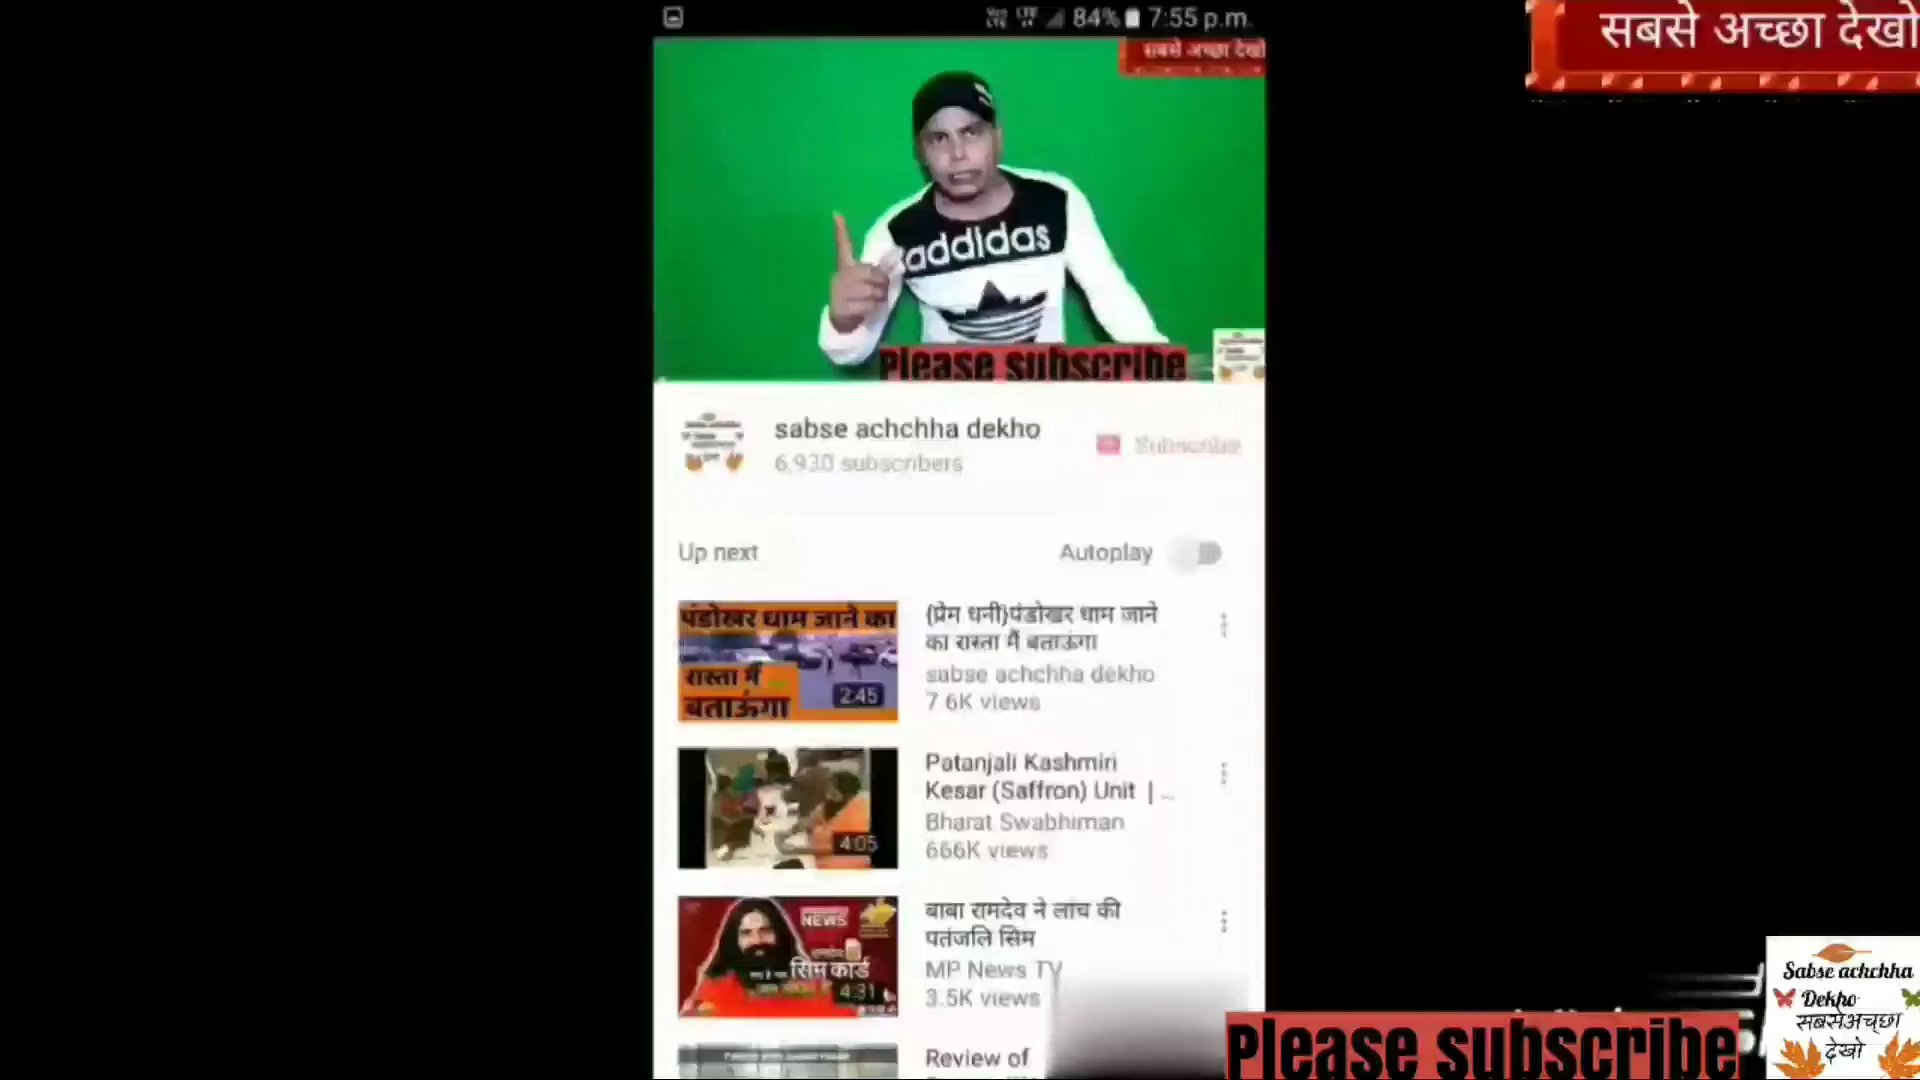 84% 7:55 p.m.
सबसे अच्छा देखो
सबसे अच्छा देखो
addidas
Please subscribe
sabse achchha dekho
6,930 subscribers
Subscribe
Up next
Autoplay
पंडोखर धाम जाने का
रास्ता मैं
बताऊंगा
2:45
{प्रेम धनी}पंडोखर धाम जाने
का रास्ता मैं बताऊंगा
sabse achchha dekho
7.6K views
4:05
Patanjali Kashmiri
Kesar (Saffron) Unit | ...
Bharat Swabhiman
666K views
NEWS
सिम कार्ड
4:31
बाबा रामदेव ने लांच की
पतंजलि सिम
MP News TV
3.5K views
Review of
Please subscribe
Sabse achchha
Dekho
सबसे अच्छा
देखो